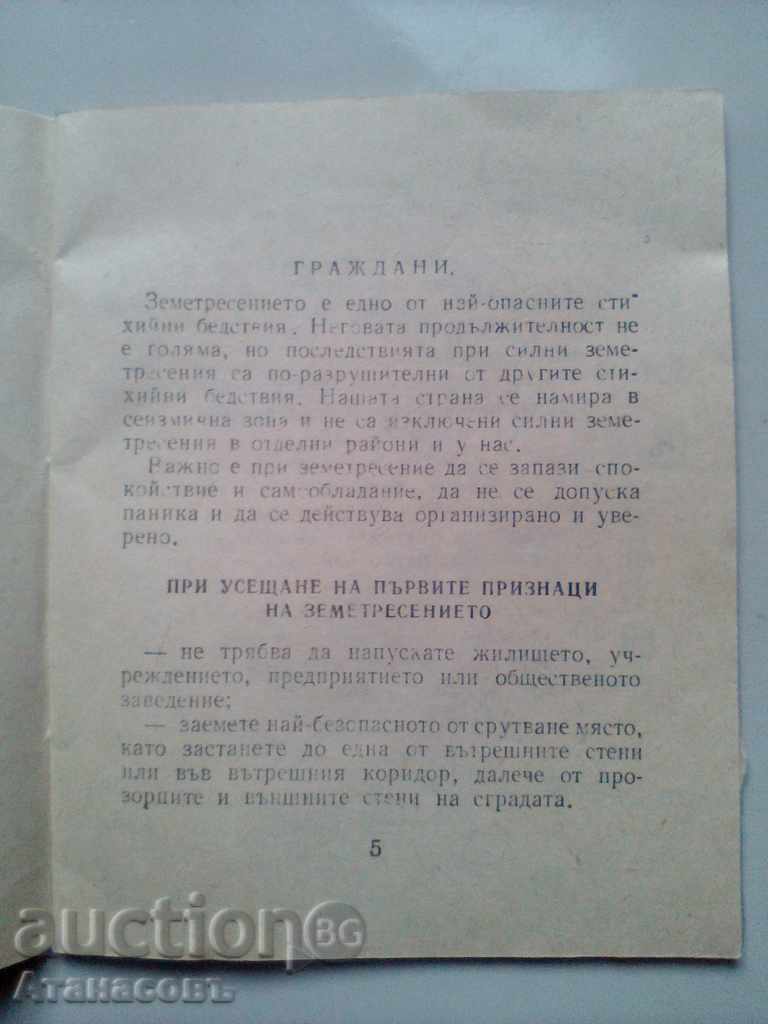 ГРАЖДАНИ,
Земетресението е едно от най-опасните сти-
хийни бедствия. Неговата продължителност не
е голяма, но последствията при силни земе-
тресения са по-разрушителни от другите сти-
хийни бедствия. Нашата страна се намира в
сеизмична зона и не са изключени силни земе-
тресения в отделни райони и у нас.
Важно е при земетресение да се запази спо-
койствие и самообладание, да не се допуска
паника и да се действува организирано и уве-
рено.
ПРИ УСЕЩАНЕ НА ПЪРВИТЕ ПРИЗНАЦИ
НА ЗЕМЕТРЕСЕНИЕТО
— не трябва да напускате жилището, уч-
реждението, предприятието или общественото
заведение;
— заемете най-безопасното от срутване място,
като застанете до една от вътрешните стени
или във вътрешния коридор, далече от про-
зорците и външните стени на сградата.
5
auction BG
Атанасовъ